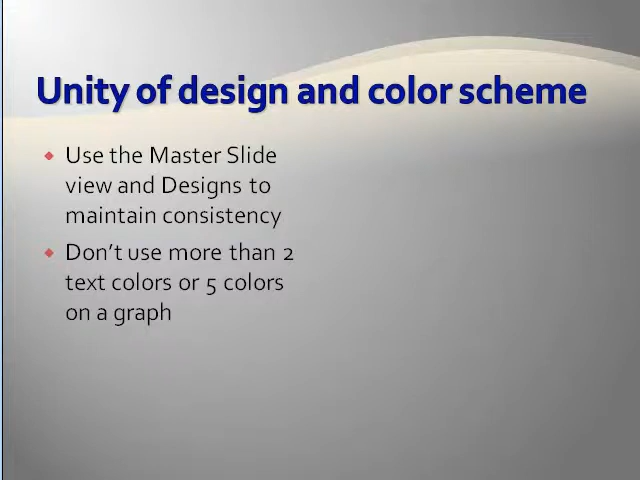 Unity of design and color scheme
Use the Master Slide
view and Designs to
maintain consistency
Don't use more than 2
text colors or 5 colors
on a graph